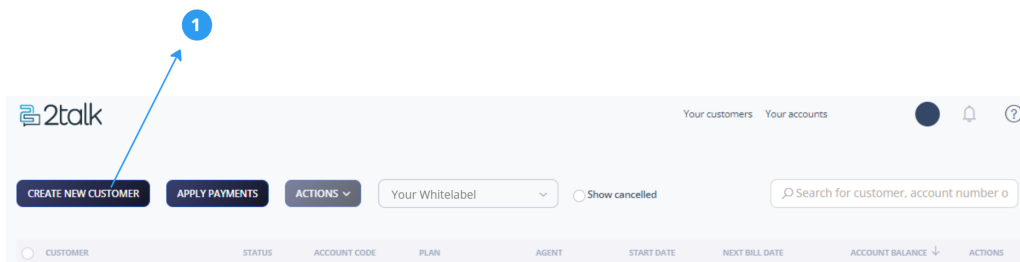 1
2talk
Your customers Your accounts
?
CREATE NEW CUSTOMER APPLY PAYMENTS ACTIONS Your Whitelabel Show cancelled Search for customer, account number o
CUSTOMER STATUS ACCOUNT CODE PLAN AGENT START DATE NEXT BILL DATE ACCOUNT BALANCE ACTIONS